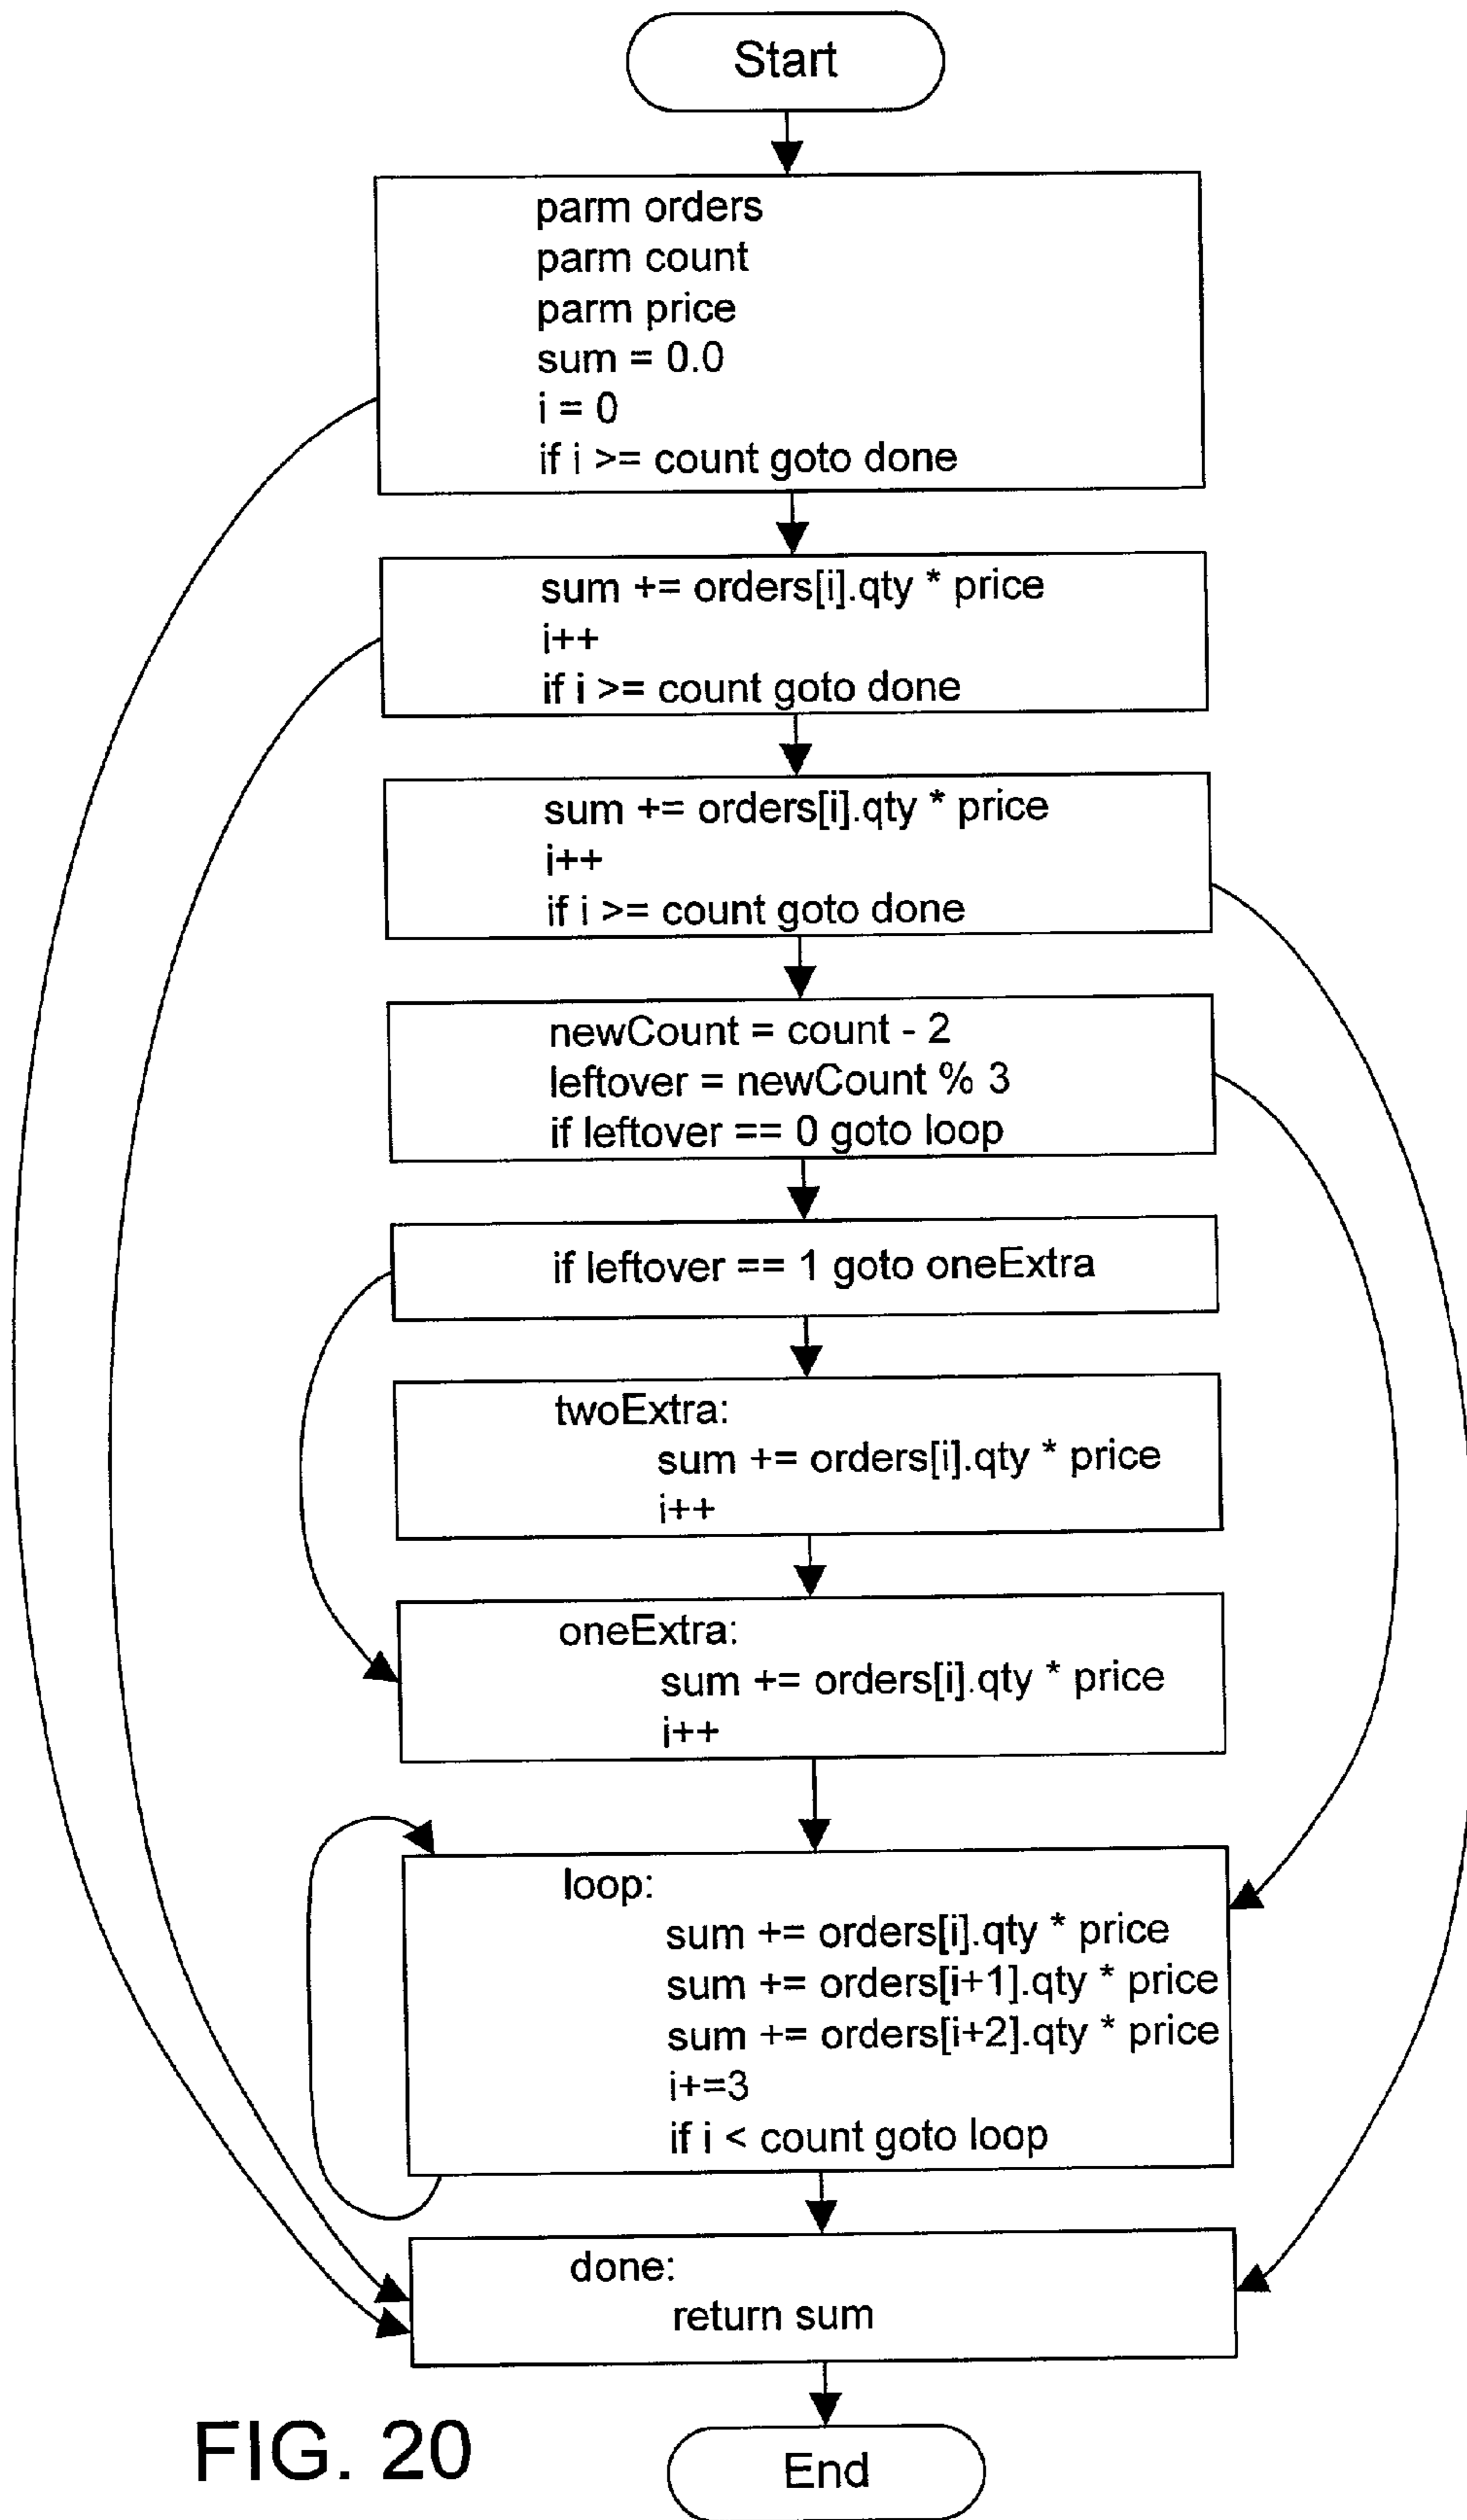 Start
parm orders
parm count
parm price
sum = 0.0
i = 0
if i >= count goto done
sum += orders[i].qty * price
i++
if i >= count goto done
sum += orders[i].qty * price
i++
if i >= count goto done
newCount = count - 2
leftover = newCount % 3
if leftover == 0 goto loop
if leftover == 1 goto oneExtra
twoExtra:
sum += orders[i].qty * price
i++
oneExtra:
sum += orders[i].qty * price
i++
loop:
sum += orders[i].qty * price
sum += orders[i+1].qty * price
sum += orders[i+2].qty * price
i+=3
if i < count goto loop
done:
return sum
End
FIG. 20